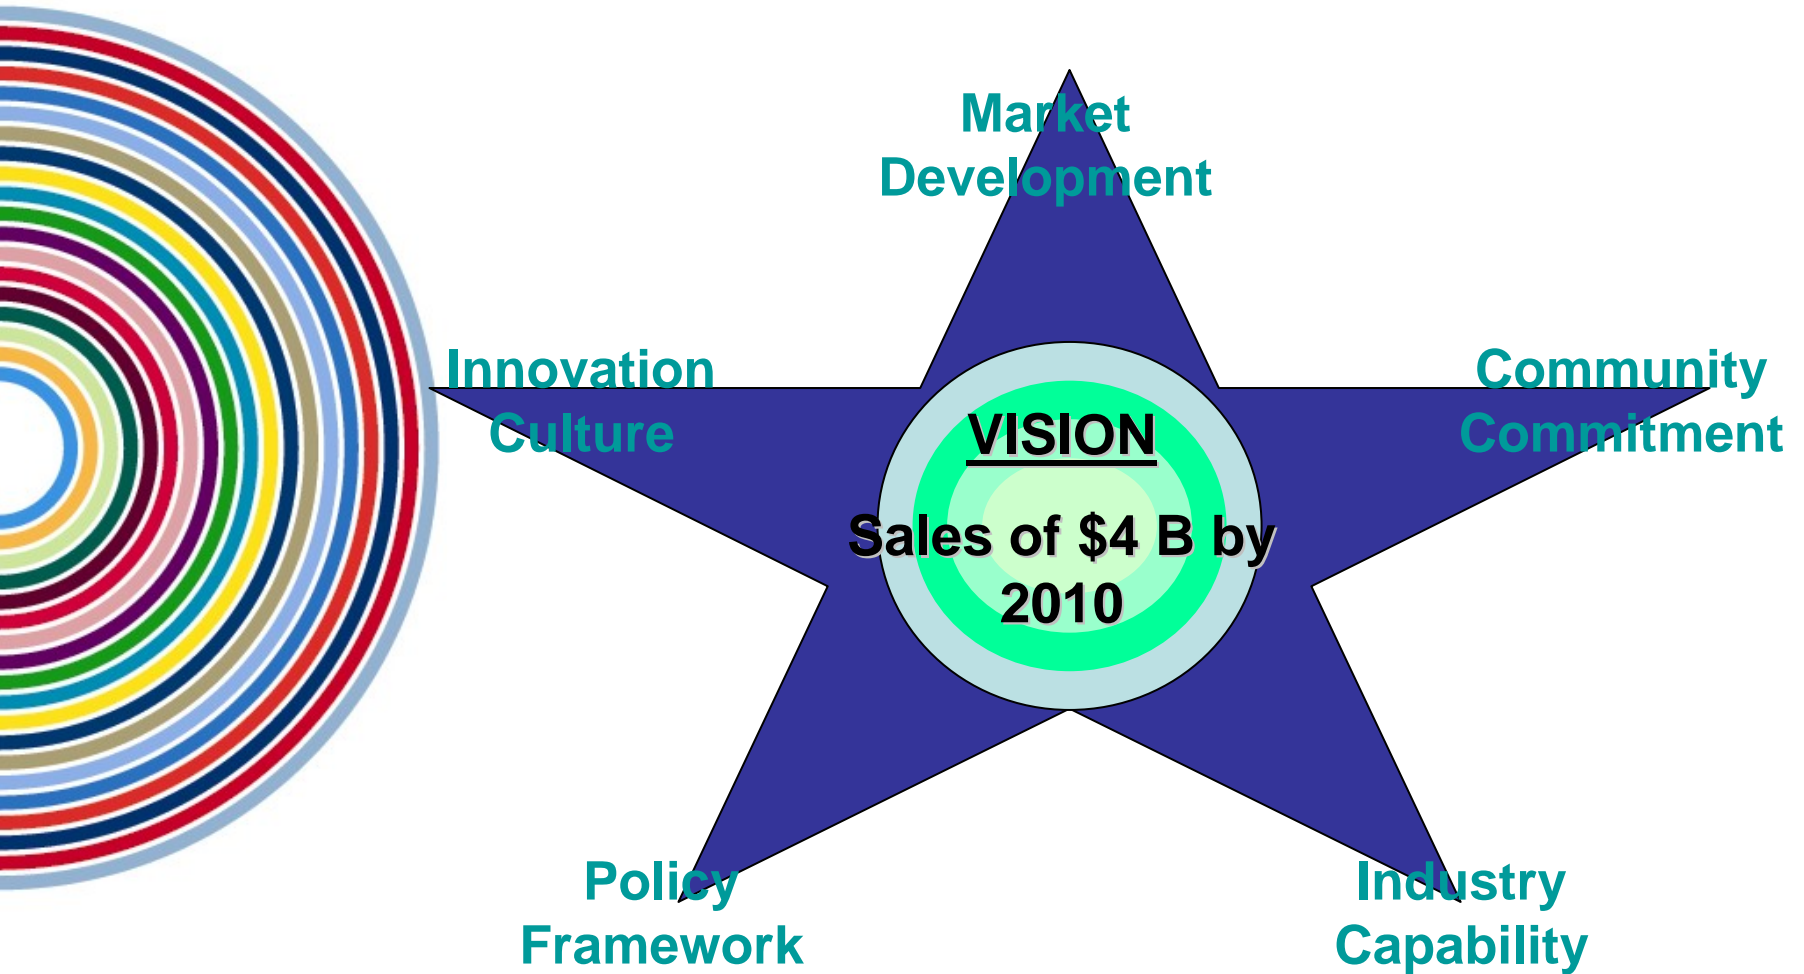 Market
Development
Innovation
Culture
Community
Commitment
VISION
Sales of $4 B by
2010
Policy
Framework
Industry
Capability